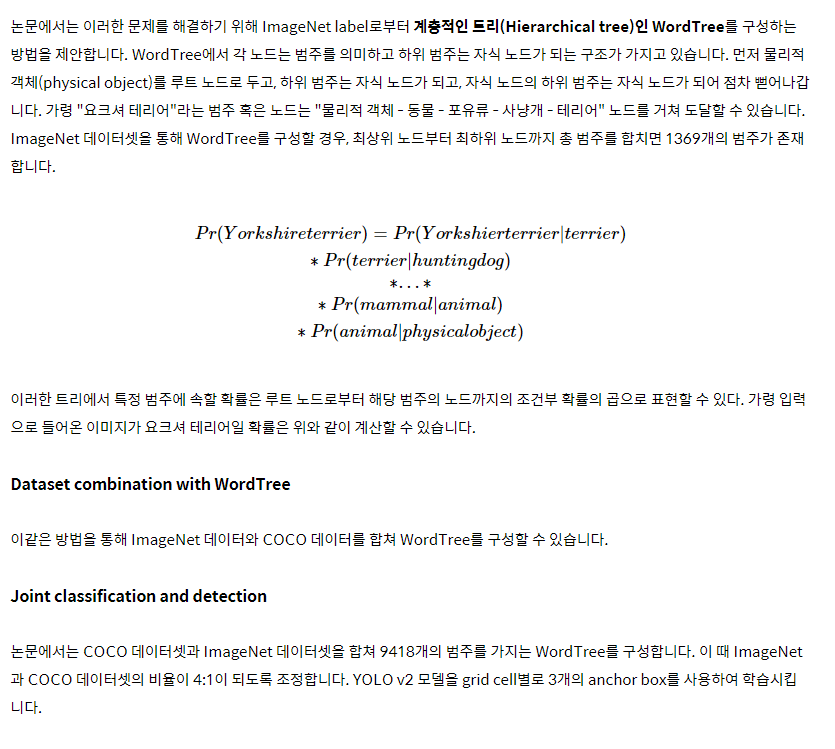 논문에서는 이러한 문제를 해결하기 위해 ImageNet label로부터 계층적인 트리(Hierarchical tree)인 WordTree를 구성하는
방법을 제안합니다. WordTree에서 각 노드는 범주를 의미하고 하위 범주는 자식 노드가 되는 구조가 가지고 있습니다. 먼저 물리적
객체(physical object)를 루트 노드로 두고, 하위 범주는 자식 노드가 되고, 자식 노드의 하위 범주는 자식 노드가 되어 점차 뻗어나갑
니다. 가령 "요크셔 테리어"라는 범주 혹은 노드는 "물리적 객체 - 동물 - 포유류 - 사냥개 - 테리어" 노드를 거쳐 도달할 수 있습니다.
ImageNet 데이터셋을 통해 WordTree를 구성할 경우, 최상위 노드부터 최하위 노드까지 총 범주를 합치면 1369개의 범주가 존재
합니다.
Pr(Yorkshireterrier) = Pr(Yorkshierterrier|terrier)
* Pr(terrier|huntingdog)
*...*
* Pr(mammal|animal)
* Pr(animal|physicalobject)
이러한 트리에서 특정 범주에 속할 확률은 루트 노드로부터 해당 범주의 노드까지의 조건부 확률의 곱으로 표현할 수 있다. 가령 입력
으로 들어온 이미지가 요크셔 테리어일 확률은 위와 같이 계산할 수 있습니다.
Dataset combination with WordTree
이같은 방법을 통해 ImageNet 데이터와 COCO 데이터를 합쳐 WordTree를 구성할 수 있습니다.
Joint classification and detection
논문에서는 COCO 데이터셋과 ImageNet 데이터셋을 합쳐 9418개의 범주를 가지는 WordTree를 구성합니다. 이 때 ImageNet
과 COCO 데이터셋의 비율이 4:1이 되도록 조정합니다. YOLO v2 모델을 grid cell별로 3개의 anchor box를 사용하여 학습시킵
니다.